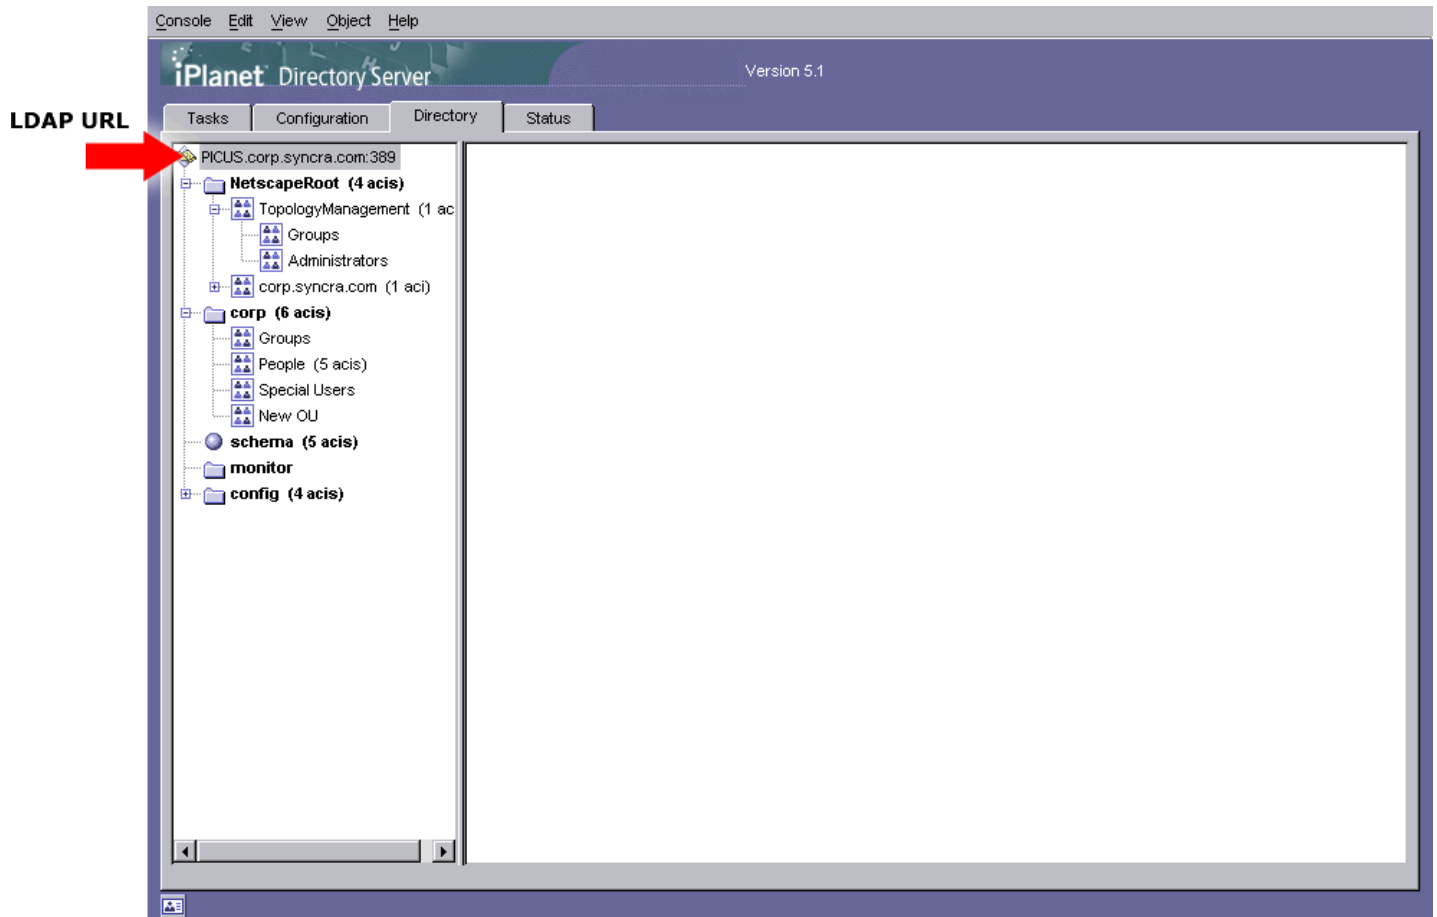 Console Edit View Object Help
iPlanet Directory Server
Version 5.1
LDAP URL
Tasks Configuration Directory Status
PICUS.corp.syncra.com:389
NetscapeRoot (4 acis)
TopologyManagement (1 ac
Groups
Administrators
corp.syncra.com (1 aci)
corp (6 acis)
Groups
People (5 acis)
Special Users
New OU
schema (5 acis)
monitor
config (4 acis)